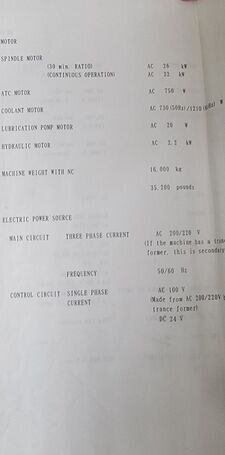 MOTOR
SPINDLE MOTOR
(30 min. RATIO) AC 26 kW
(CONTINUOUS OPERATION) AC 22 kW
ATC MOTOR AC 750 W
COOLANT MOTOR AC 730 (50Hz)/1210 (60Hz) W
LUBRICATION PUMP MOTOR AC 20 W
HYDRAULIC MOTOR AC 2.2 kW
MACHINE WEIGHT WITH NC 16.000 kg
35.200 pounds
ELECTRIC POWER SOURCE
MAIN CIRCUIT THREE PHASE CURRENT AC 200/220 V
(If the machine has a trans
former, this is secondary
FREQUENCY 50/60 Hz
CONTROL CIRCUIT SINGLE PHASE AC 100 V
CURRENT (Made from AC 200/220V
trance former)
DC 24 V